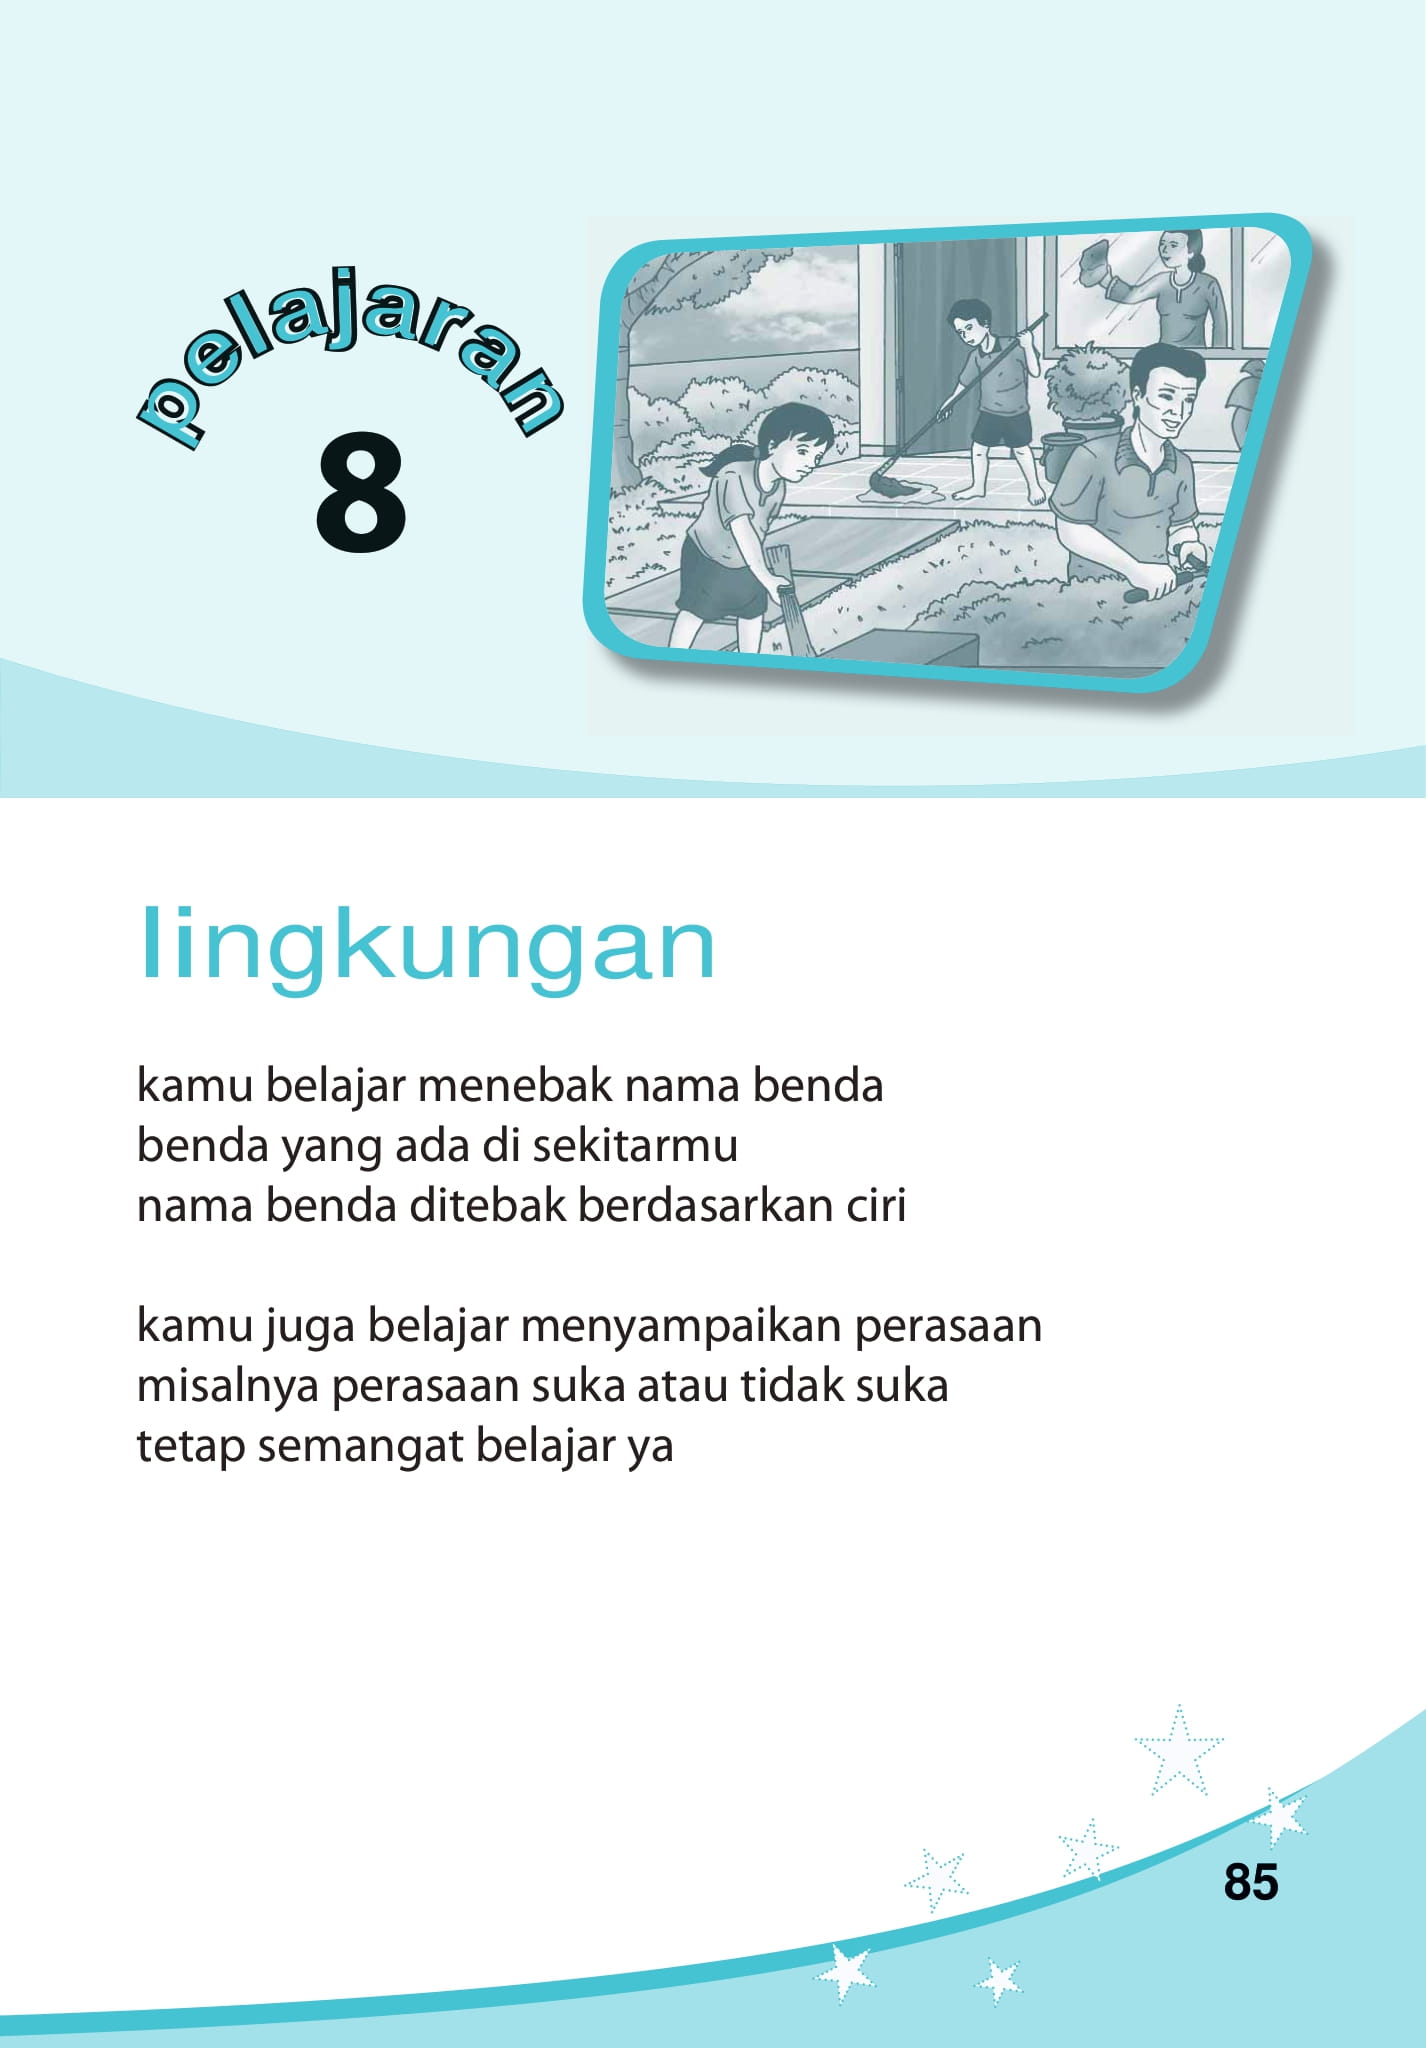 pelajaran
8
lingkungan
kamu belajar menebak nama benda
benda yang ada di sekitarmu
nama benda ditebak berdasarkan ciri
kamu juga belajar menyampaikan perasaan
misalnya perasaan suka atau tidak suka
tetap semangat belajar ya
85